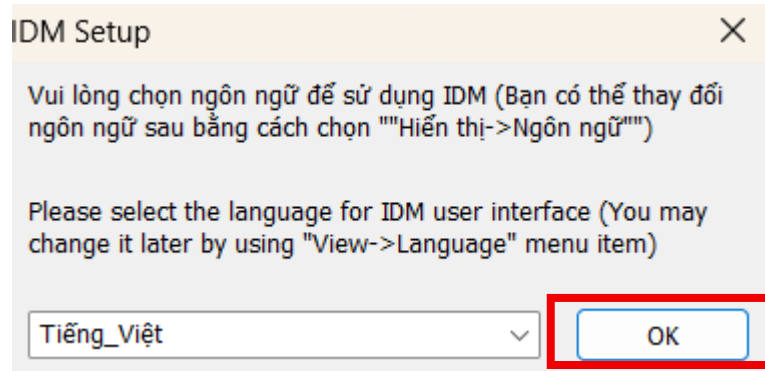 IDM Setup
Vui lòng chọn ngôn ngữ để sử dụng IDM (Bạn có thể thay đổi
ngôn ngữ sau bằng cách chọn ""Hiển thị->Ngôn ngữ"")
Please select the language for IDM user interface (You may
change it later by using "View->Language" menu item)
Tiếng_Việt
OK